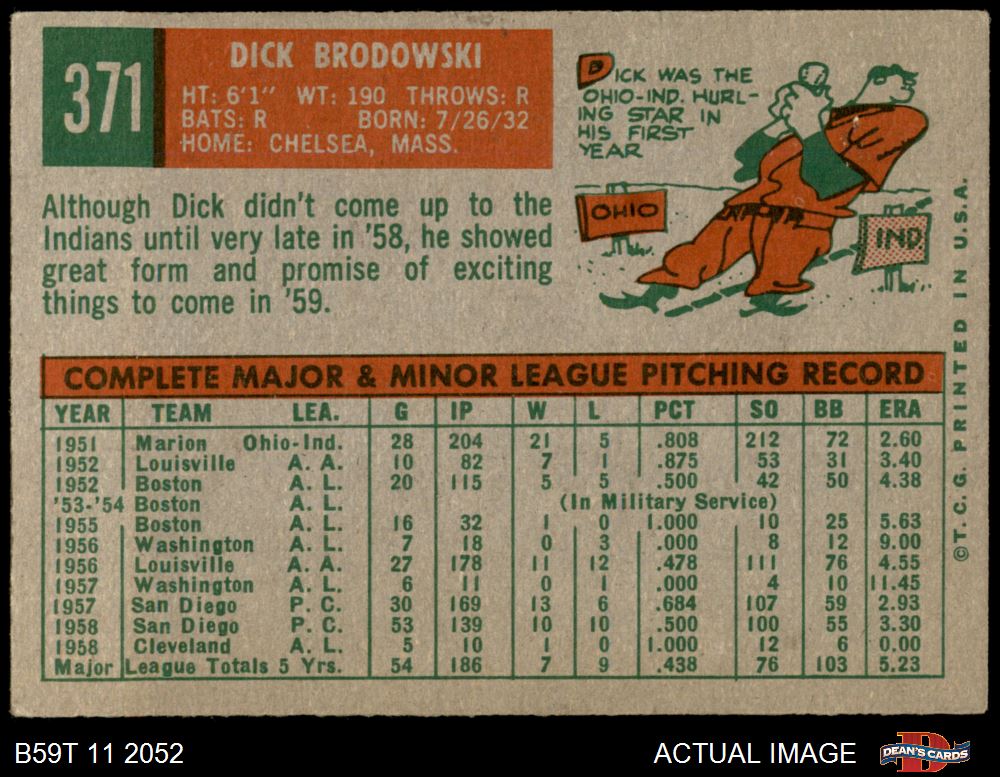 371
DICK BRODOWSKI
HT: 6'1" WT: 190 THROWS: R
BATS: R BORN: 7/26/32
HOME: CHELSEA, MASS.
DICK WAS THE
OHIO-IND. HURL-
ING STAR IN
HIS FIRST
YEAR
OHIO
IND.
Although Dick didn't come up to the
Indians until very late in '58, he showed
great form and promise of exciting
things to come in '59.
COMPLETE MAJOR & MINOR LEAGUE PITCHING RECORD
YEAR TEAM LEA. G IP W L PCT SO BB ERA
1951 Marion Ohio-Ind. 28 204 21 5 .808 212 72 2.60
1952 Louisville A. A. 10 82 7 1 .875 53 31 3.40
1952 Boston A. L. 20 115 5 5 .500 42 50 4.38
'53-'54 Boston A. L. (In Military Service)
1955 Boston A. L. 16 32 1 0 1.000 10 25 5.63
1956 Washington A. L. 7 18 0 3 .000 8 12 9.00
1956 Louisville A. A. 27 178 11 12 .478 111 76 4.55
1957 Washington A. L. 6 11 0 1 .000 4 10 11.45
1957 San Diego P. C. 30 169 13 6 .684 107 59 2.93
1958 San Diego P. C. 53 139 10 10 .500 100 55 3.30
1958 Cleveland A. L. 5 10 1 0 1.000 12 6 0.00
Major League Totals 5 Yrs. 54 186 7 9 .438 76 103 5.23
©T. C. G. PRINTED IN U.S.A.
B59T 11 2052
ACTUAL IMAGE
D
DEAN'S CARDS